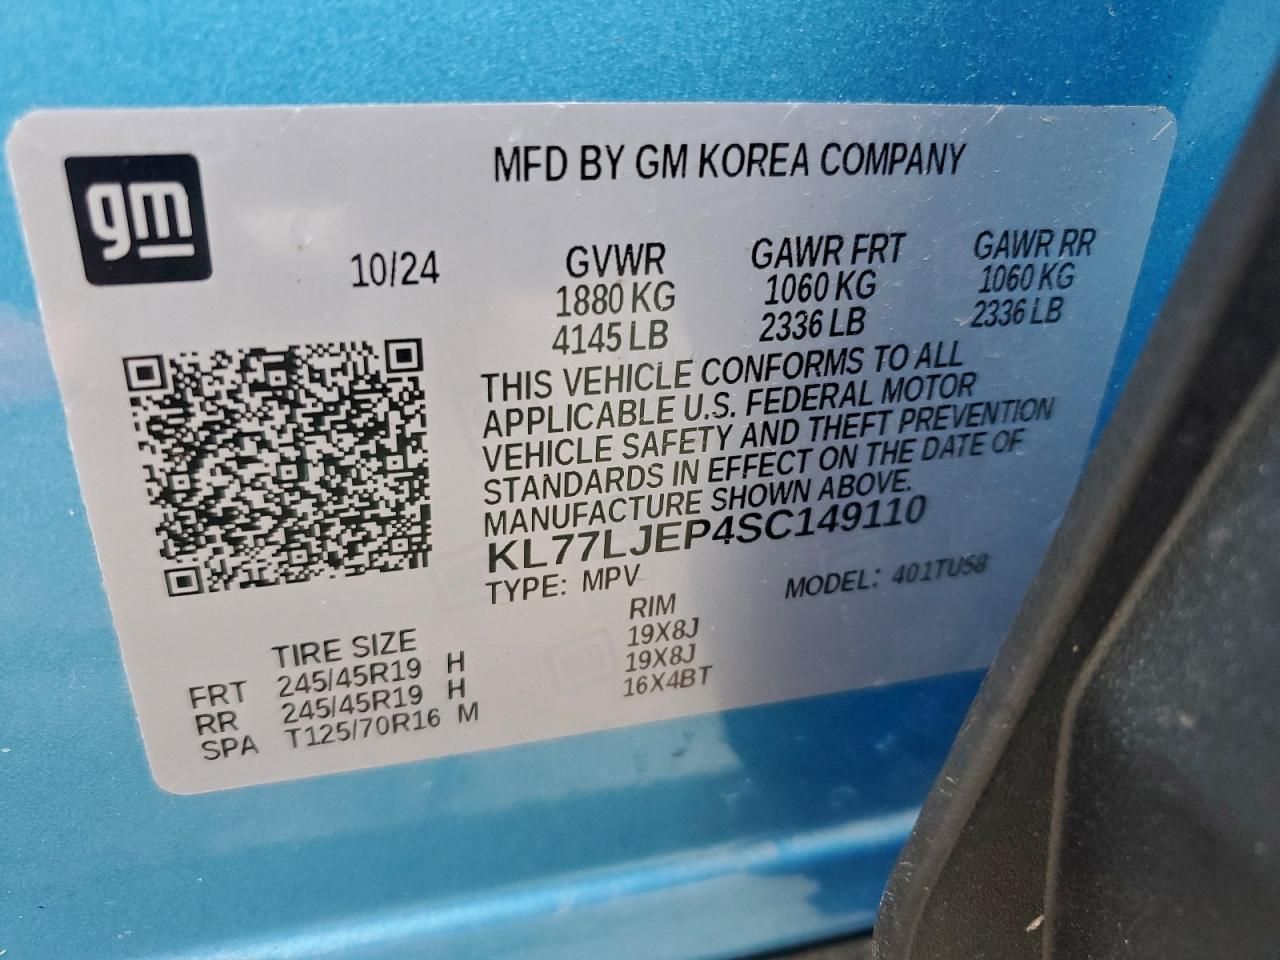 gm
MFD BY GM KOREA COMPANY
10/24
GVWR GAWR FRT GAWR RR
1880 KG 1060 KG 1060 KG
4145 LB 2336 LB 2336 LB
THIS VEHICLE CONFORMS TO ALL
APPLICABLE U.S. FEDERAL MOTOR
VEHICLE SAFETY AND THEFT PREVENTION
STANDARDS IN EFFECT ON THE DATE OF
MANUFACTURE SHOWN ABOVE.
KL77LJEP4SC149110
TYPE: MPV MODEL: 401TU58
TIRE SIZE RIM
FRT 245/45R19 H 19X8J
RR 245/45R19 H 19X8J
SPA T125/70R16 M 16X4BT